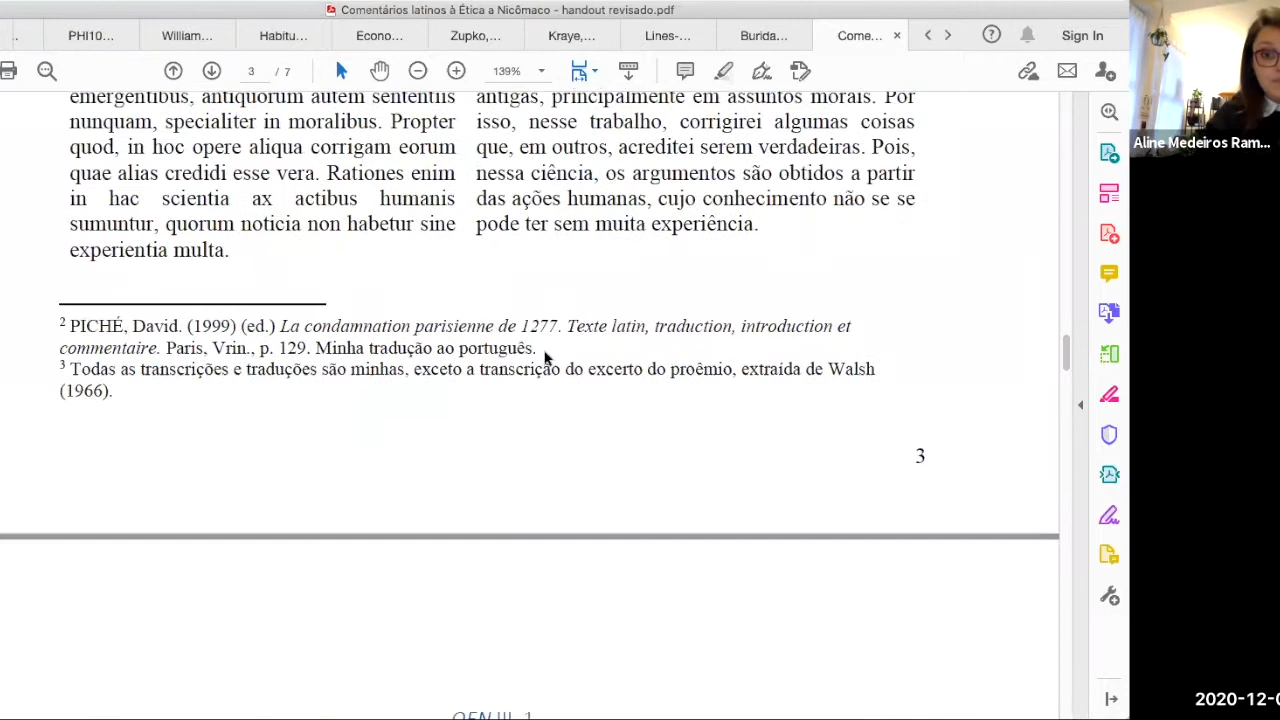 Comentários latinos à Ética a Nicômaco - handout revisado.pdf
PHI10... William... Habitu... Econo... Zupko,... Kraye,... Lines-... Burida... Come... × Sign In
3 / 7 139%
emergentibus, antiquorum autem sententiis
nunquam, specialiter in moralibus. Propter
quod, in hoc opere aliqua corrigam eorum
quae alias credidi esse vera. Rationes enim
in hac scientia ax actibus humanis
sumuntur, quorum noticia non habetur sine
experientia multa.
antigas, principalmente em assuntos morais. Por
isso, nesse trabalho, corrigirei algumas coisas
que, em outros, acreditei serem verdadeiras. Pois,
nessa ciência, os argumentos são obtidos a partir
das ações humanas, cujo conhecimento não se se
pode ter sem muita experiência.
2 PICHÉ, David. (1999) (ed.) La condamnation parisienne de 1277. Texte latin, traduction, introduction et
commentaire. Paris, Vrin., p. 129. Minha tradução ao português.
3 Todas as transcrições e traduções são minhas, exceto a transcrição do excerto do proêmio, extraída de Walsh
(1966).
3
Aline Medeiros Ram...
2020-12-0